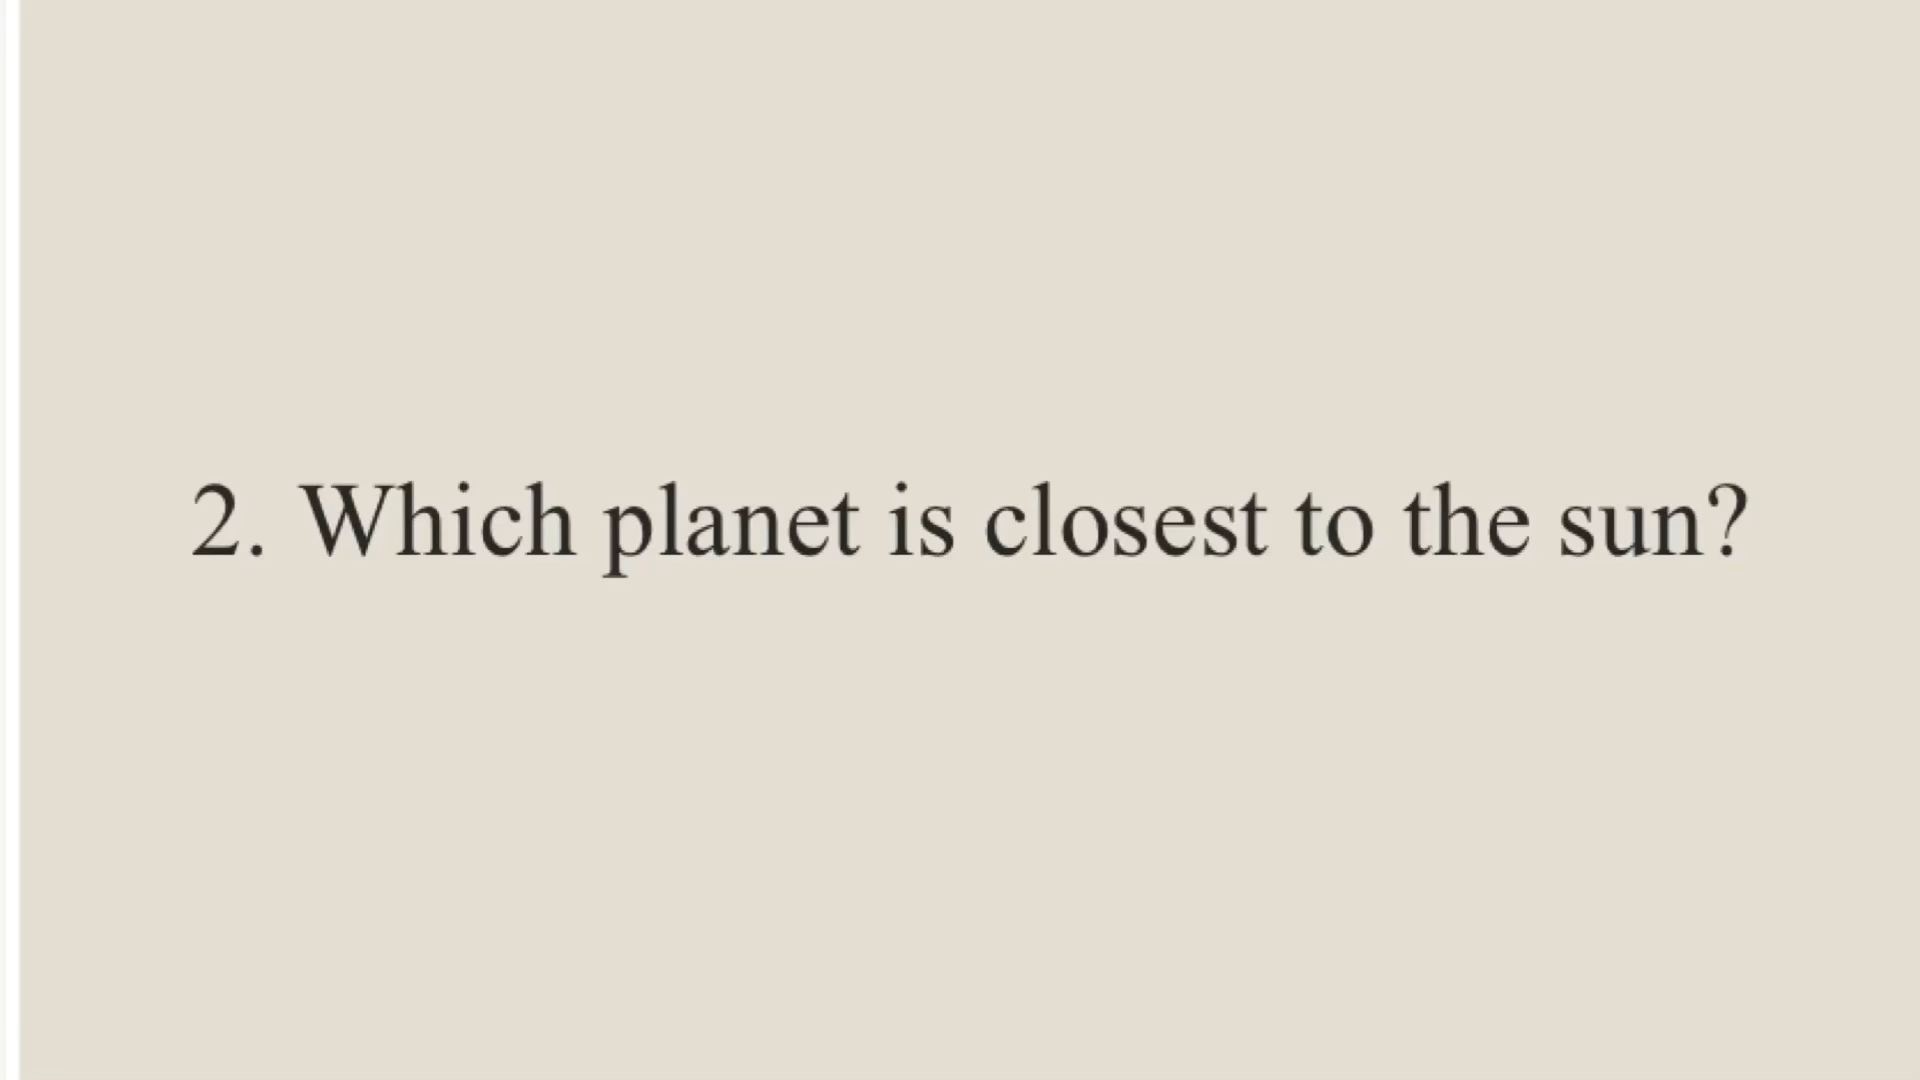 2. Which planet is closest to the sun?